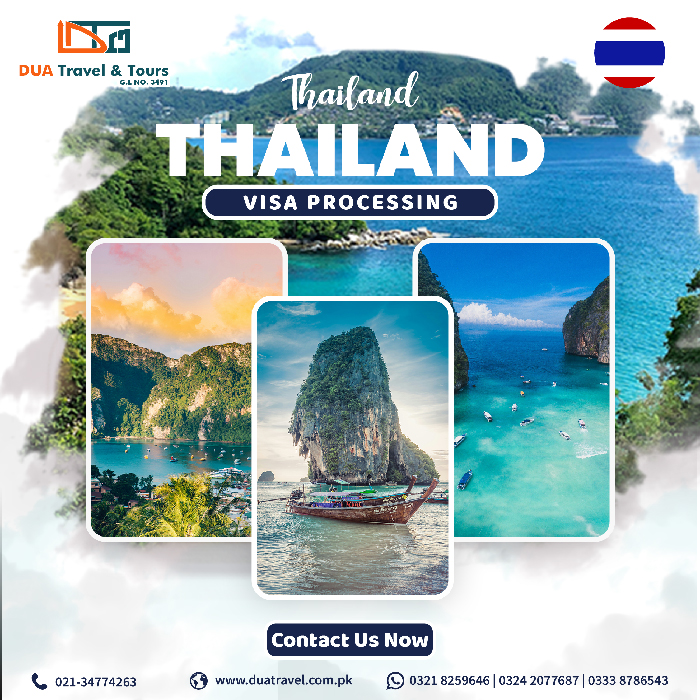 DUA Travel & Tours
G.L NO. 3491
Thailand
THAILAND
VISA PROCESSING
Contact Us Now
021-34774263
www.duatravel.com.pk
0321 8259646 | 0324 2077687 | 0333 8786543